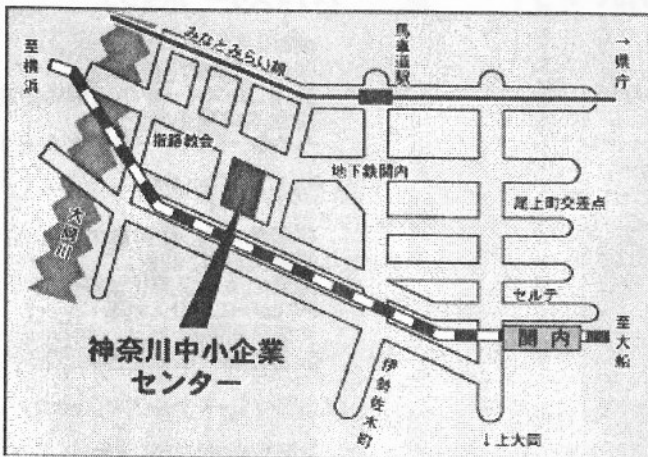 至横浜
みなとみらい線
馬車道駅
→県庁
指路教会
地下鉄関内
尾上町交差点
大岡川
セルテ
神奈川中小企業
センター
関内
至大船
伊勢佐木町
↓上大岡